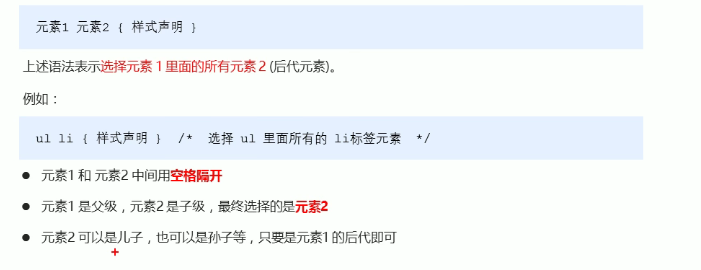 元素1 元素2 { 样式声明 }
上述语法表示选择元素 1 里面的所有元素 2 (后代元素)。
例如：
ul li { 样式声明 }  /*  选择 ul 里面所有的 li标签元素  */
● 元素1 和 元素2 中间用空格隔开
● 元素1 是父级，元素2 是子级，最终选择的是元素2
● 元素2 可以是儿子，也可以是孙子等，只要是元素1 的后代即可